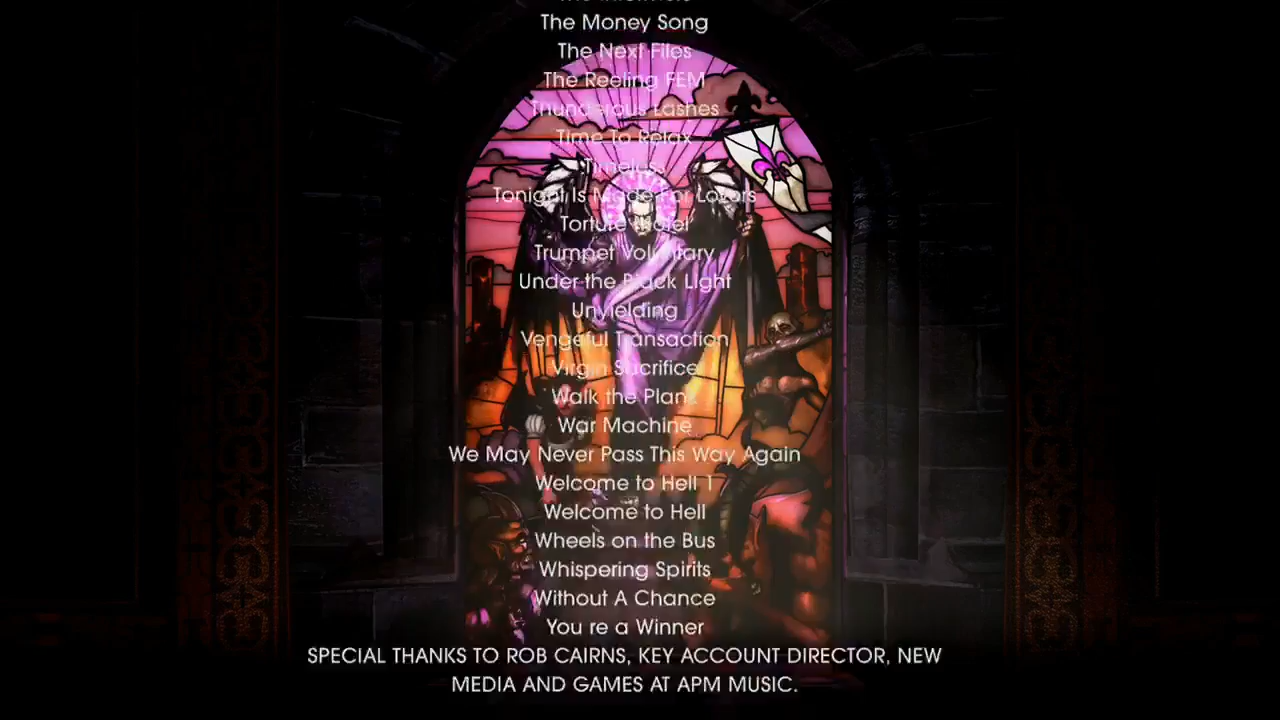 The Money Song
The Next Files
The Reeling FEM
Thunderous Lashes
Time To Relax
Timeless
Tonight Is Made For Lovers
Torture
Trumpet Voluntary
Under the Black Light
Unyielding
Vengeful Transaction
Virgin Sacrifice
Walk the Plank
War Machine
We May Never Pass This Way Again
Welcome to Hell 1
Welcome to Hell
Wheels on the Bus
Whispering Spirits
Without A Chance
You re a Winner
SPECIAL THANKS TO ROB CAIRNS, KEY ACCOUNT DIRECTOR, NEW
MEDIA AND GAMES AT APM MUSIC.